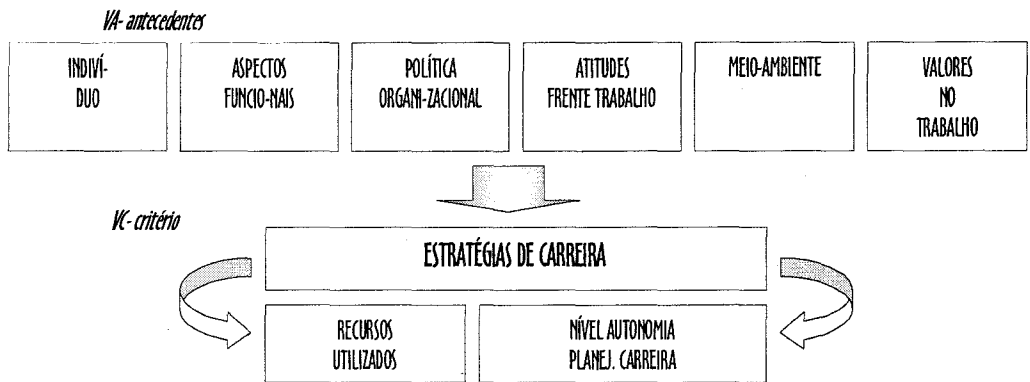 VA- antecedentes
INDIVÍ-
DUO
ASPECTOS
FUNCIO-NAIS
POLÍTICA
ORGANI-ZACIONAL
ATITUDES
FRENTE TRABALHO
MEIO-AMBIENTE
VALORES
NO
TRABALHO
VC- critério
ESTRATÉGIAS DE CARREIRA
RECURSOS
UTILIZADOS
NÍVEL AUTONOMIA
PLANEJ. CARREIRA